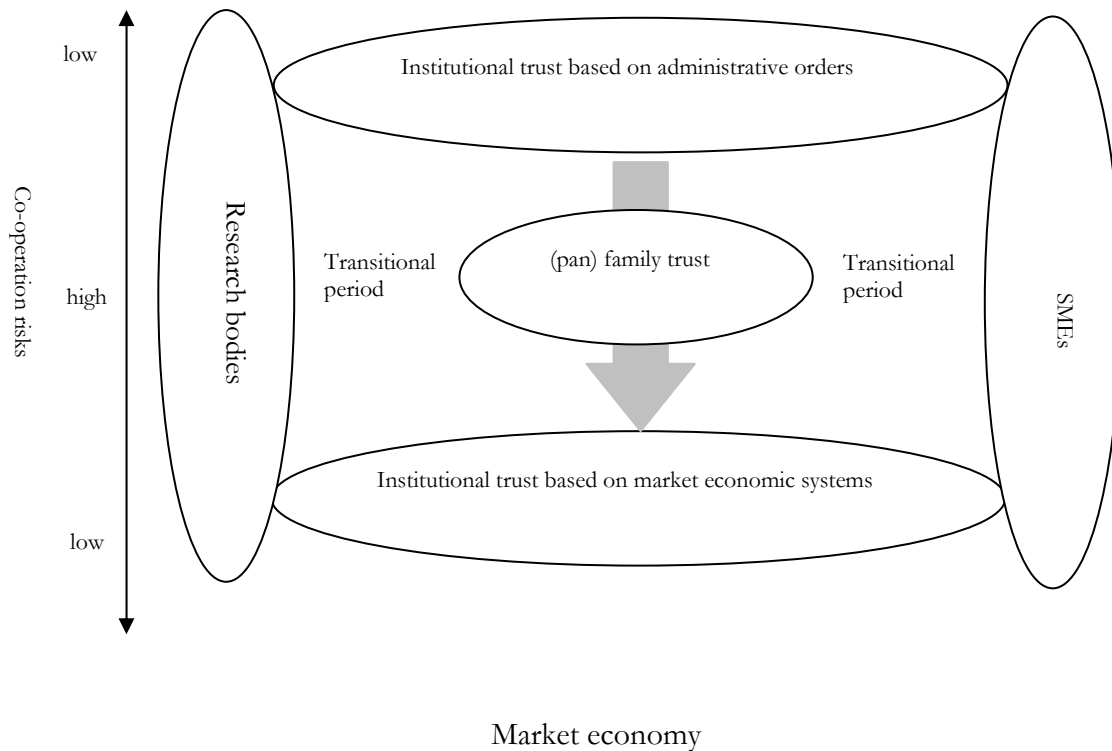 low
Institutional trust based on administrative orders
Co-operation risks
Research bodies
Transitional
period
(pan) family trust
Transitional
period
high
SMEs
Institutional trust based on market economic systems
low
Market economy